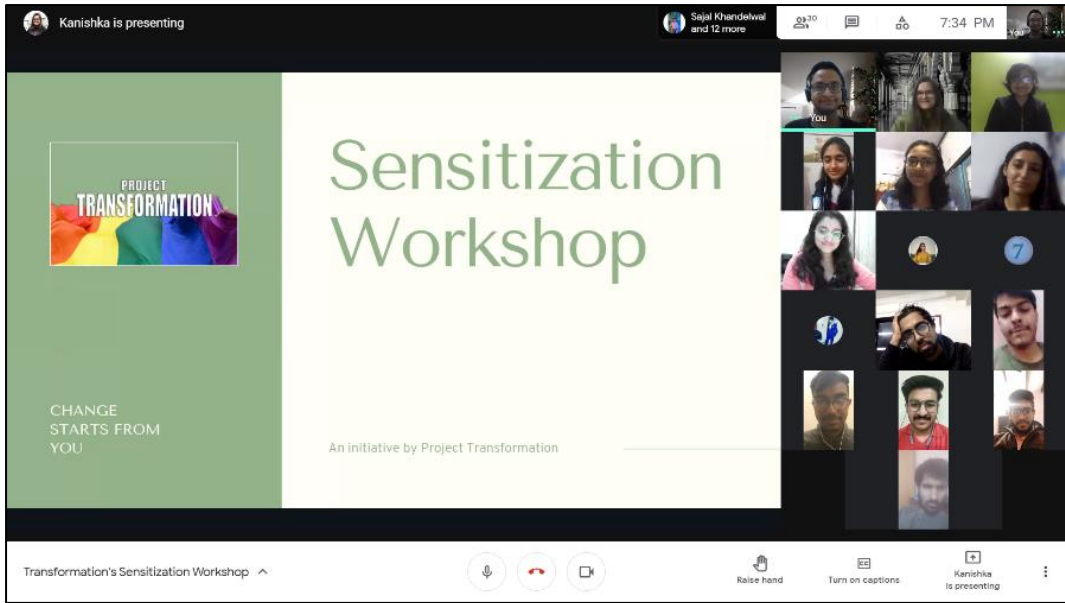 Kanishka is presenting
Sajal Khandelwal
and 12 more
20
7:34 PM
You
PROJECT
TRANSFORMATION
Sensitization
Workshop
CHANGE
STARTS FROM
YOU
An initiative by Project Transformation
You
7
Transformation's Sensitization Workshop
Raise hand
CC
Turn on captions
Kanishka
is presenting